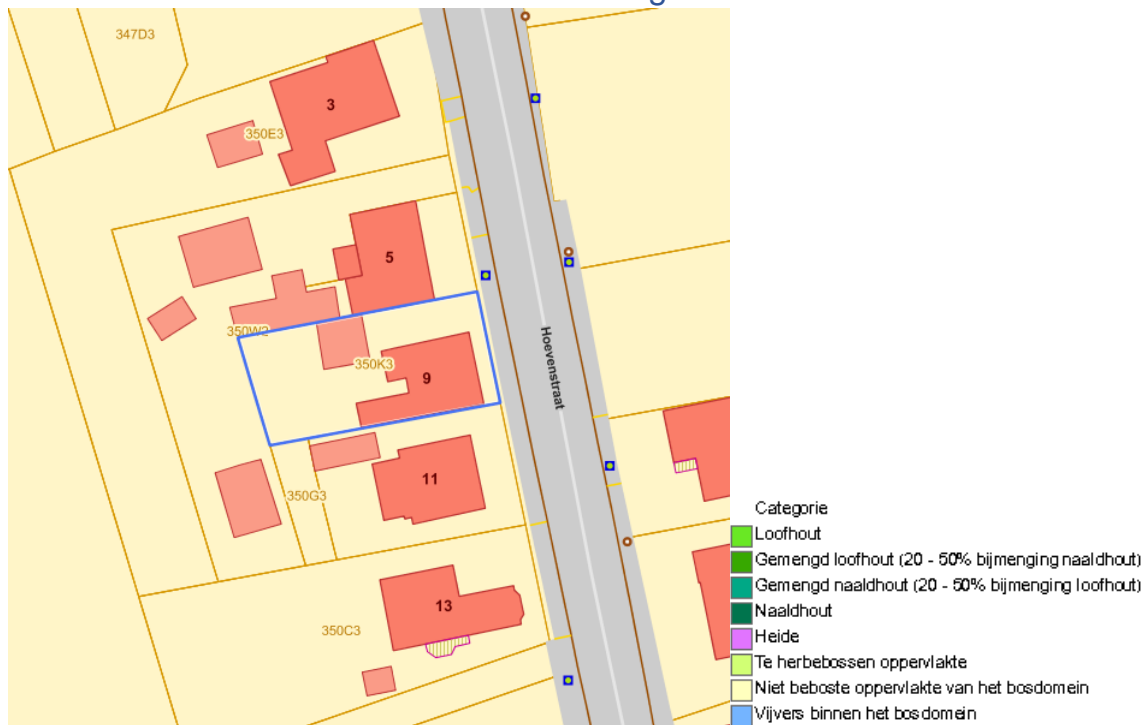 347D3
3
350E3
5
350W2
350K3
9
Hoevenstraat
11
350G3
13
350C3
Categorie
Loofhout
Gemengd loofhout (20 - 50% bijmenging naaldhout)
Gemengd naaldhout (20 - 50% bijmenging loofhout)
Naaldhout
Heide
Te herbebossen oppervlakte
Niet beboste oppervlakte van het bosdomein
Vijvers binnen het bosdomein